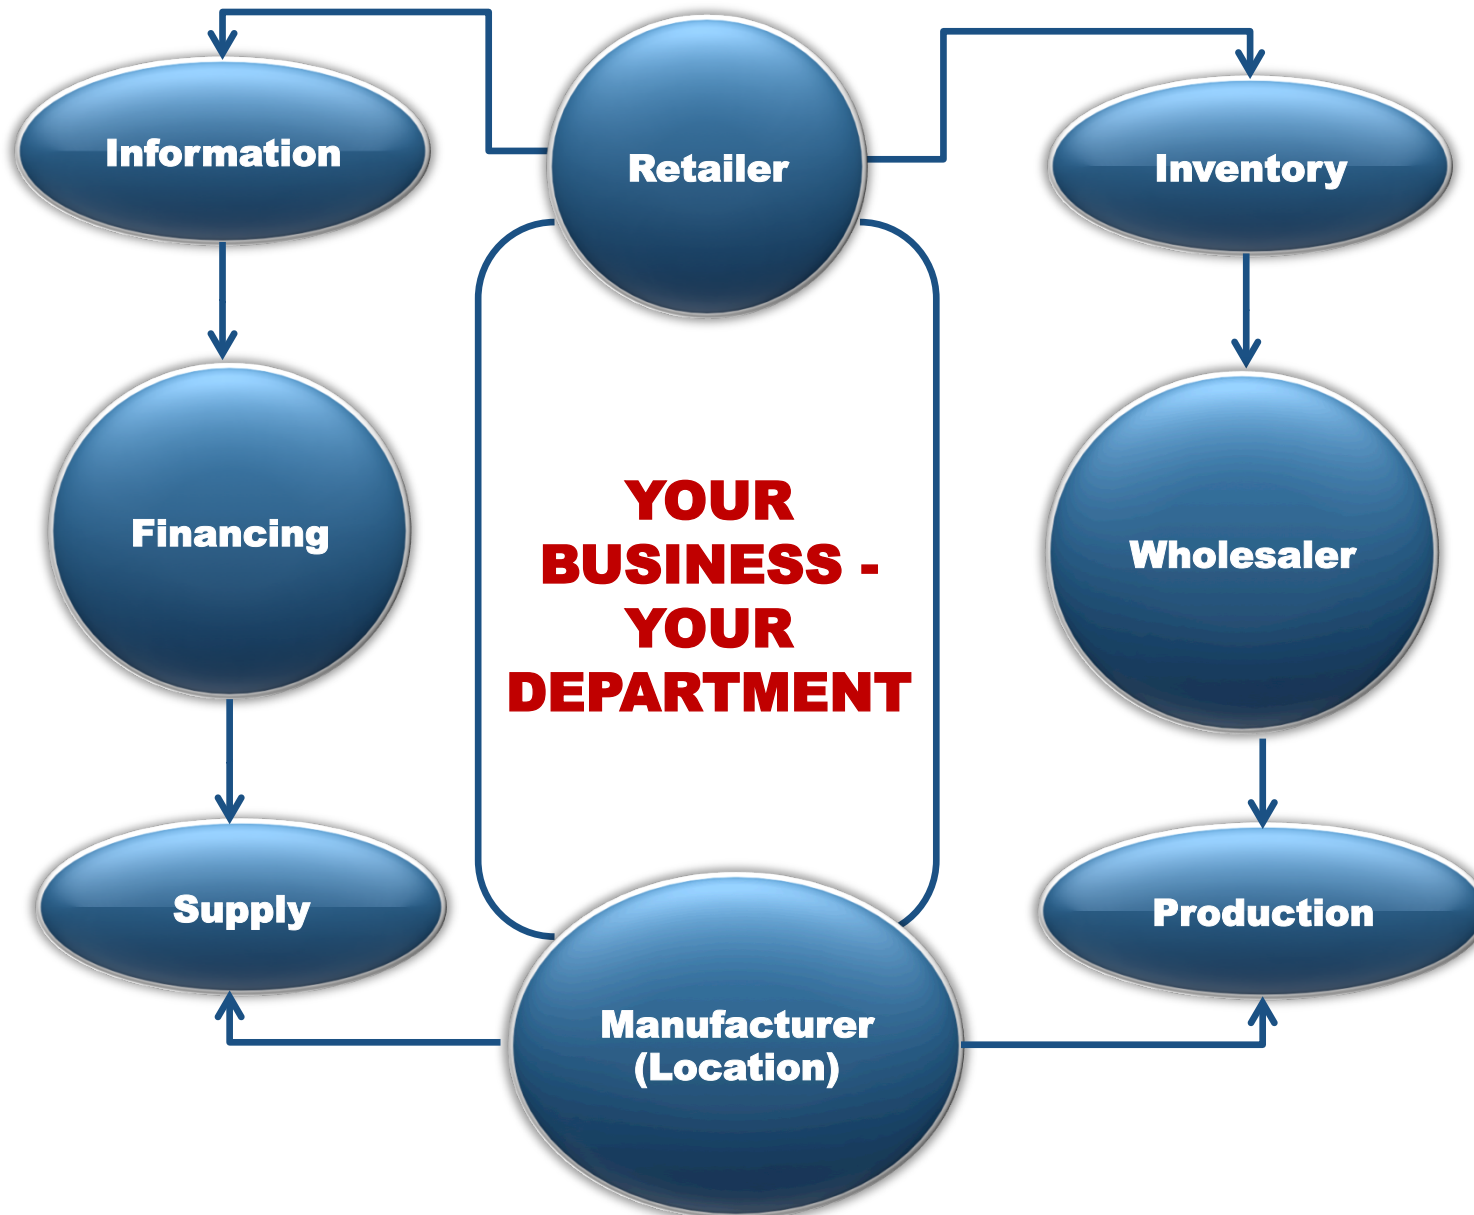 Information
Retailer
Inventory
Financing
YOUR
BUSINESS -
YOUR
DEPARTMENT
Wholesaler
Supply
Production
Manufacturer
(Location)